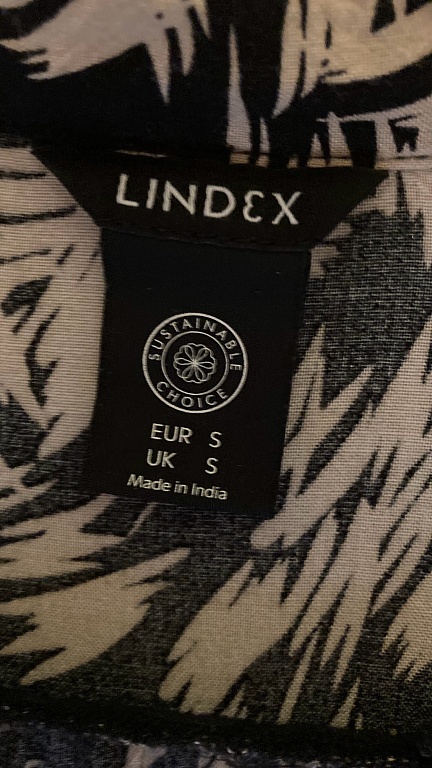 LINDEX
SUSTAINABLE
CHOICE
EUR S
UK S
Made in India